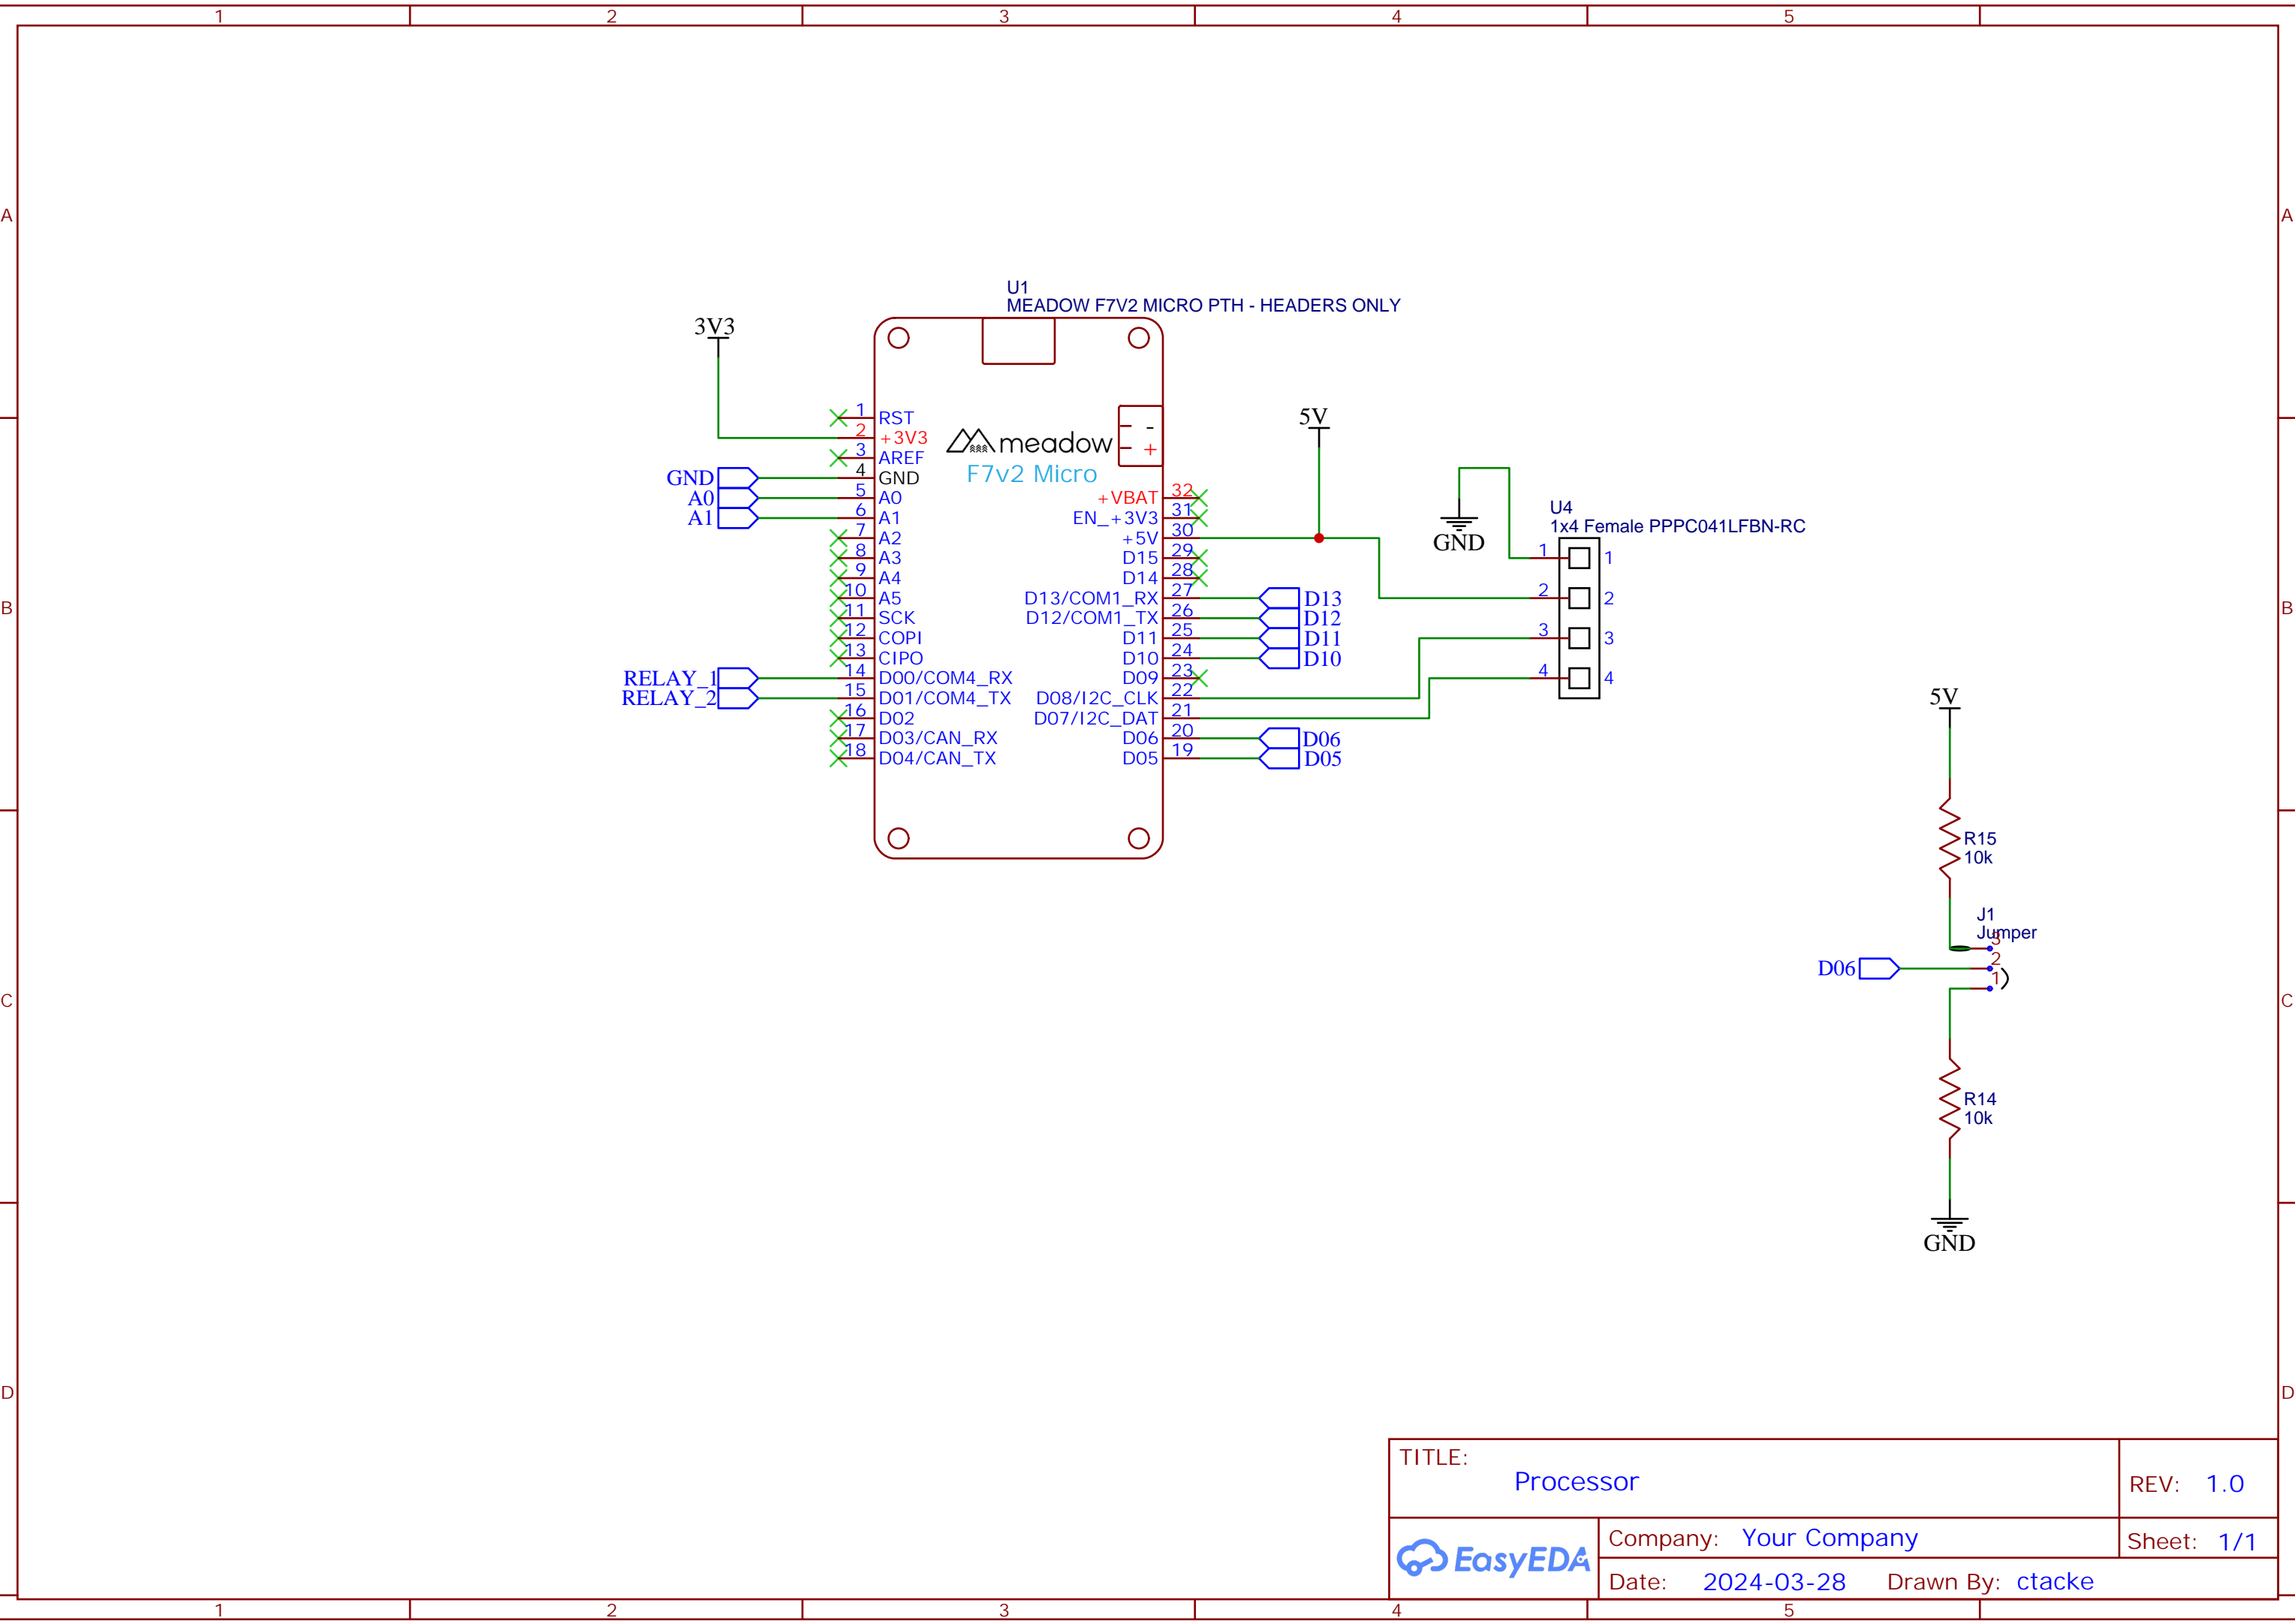 1 2 3 4 5
A A
U1
MEADOW F7V2 MICRO PTH - HEADERS ONLY
3V3
1 RST
2 +3V3
3 AREF
4 GND
GND
5 A0
A0
6 A1
A1
7 A2
8 A3
9 A4
10 A5
11 SCK
12 COPI
13 CIPO
14 D00/COM4_RX
RELAY_1
15 D01/COM4_TX
RELAY_2
16 D02
17 D03/CAN_RX
18 D04/CAN_TX
meadow
F7v2 Micro
-
+
+VBAT 32
EN_+3V3 31
+5V 30
D15 29
D14 28
D13/COM1_RX 27 D13
D12/COM1_TX 26 D12
D11 25 D11
D10 24 D10
D09 23
D08/I2C_CLK 22
D07/I2C_DAT 21
D06 20 D06
D05 19 D05
5V
GND
U4
1x4 Female PPPC041LFBN-RC
1 1
2 2
3 3
4 4
B B
5V
R15
10k
J1
Jumper
3
D06 2
1
C C
R14
10k
GND
D D
TITLE:
Processor
REV: 1.0
EasyEDA
Company: Your Company
Sheet: 1/1
Date: 2024-03-28 Drawn By: ctacke
1 2 3 4 5